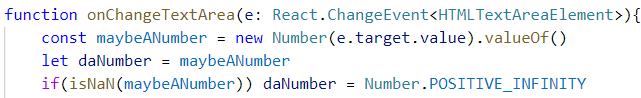 function onChangeTextArea(e: React.ChangeEvent<HTMLTextAreaElement>){
const maybeANumber = new Number(e.target.value).valueOf()
let daNumber = maybeANumber
if(isNaN(maybeANumber)) daNumber = Number.POSITIVE_INFINITY